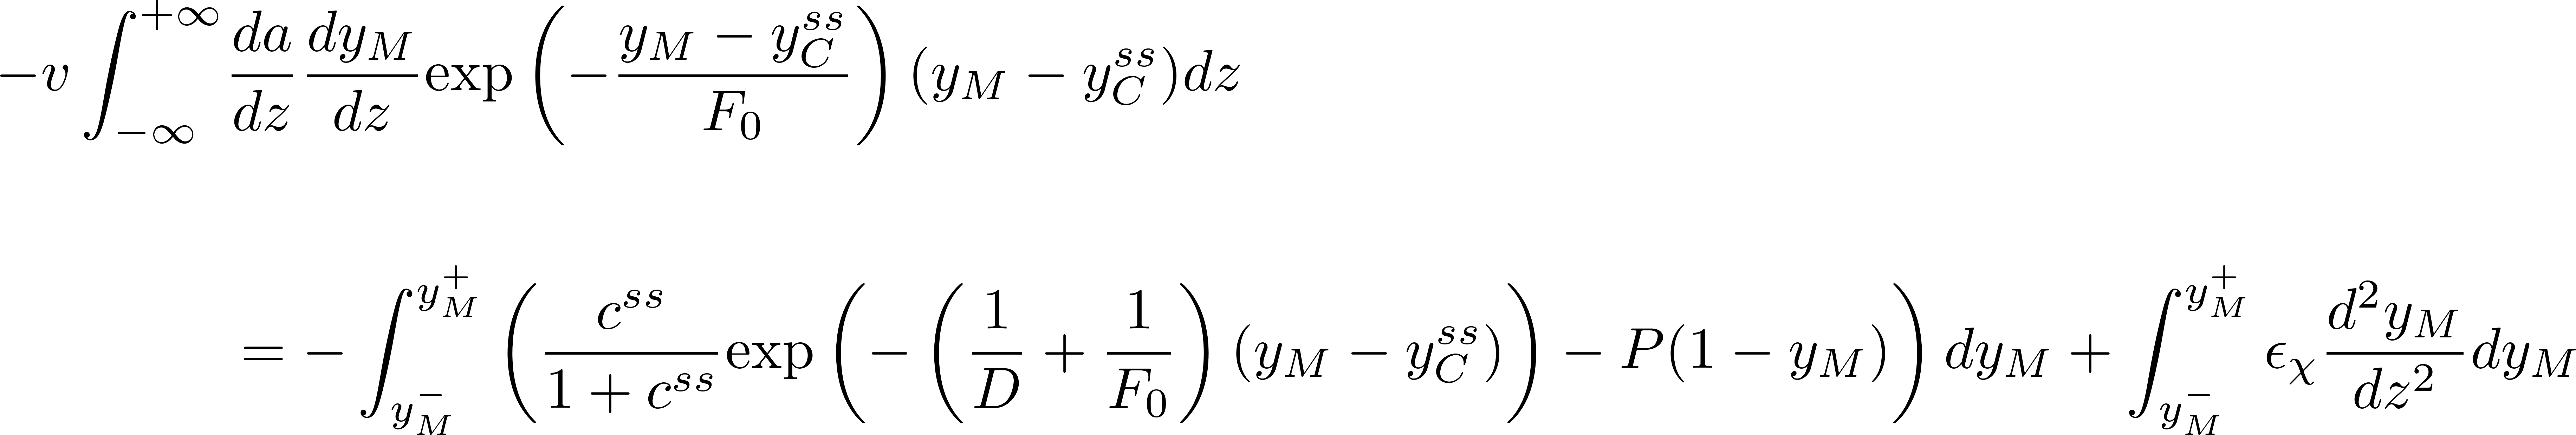 -v \int_{-\infty}^{+\infty} \frac{da}{dz} \frac{dy_M}{dz} \exp\left(-\frac{y_M - y_C^{ss}}{F_0}\right) (y_M - y_C^{ss}) dz
= -\int_{y_M^-}^{y_M^+} \left( \frac{c^{ss}}{1 + c^{ss}} \exp\left(-\left(\frac{1}{D} + \frac{1}{F_0}\right)(y_M - y_C^{ss})\right) - P(1 - y_M) \right) dy_M + \int_{y_M^-}^{y_M^+} \epsilon_\chi \frac{d^2 y_M}{dz^2} dy_M